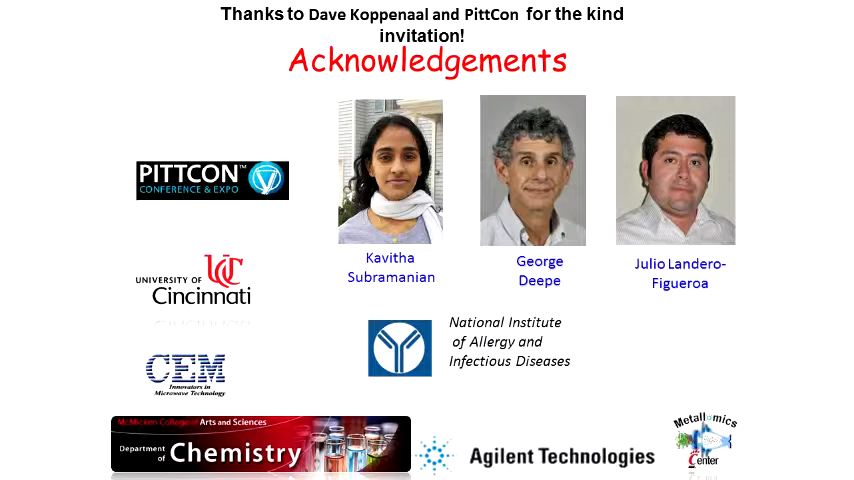 Thanks to Dave Koppenaal and PittCon for the kind
invitation!
Acknowledgements
PITTCON™
CONFERENCE & EXPO
Kavitha
Subramanian
George
Deepe
Julio Landero-
Figueroa
UC
UNIVERSITY OF
Cincinnati
National Institute
of Allergy and
Infectious Diseases
CEM
Innovators in
Microwave Technology
McMicken College of Arts and Sciences
Department
of Chemistry
Agilent Technologies
Metallomics
Center